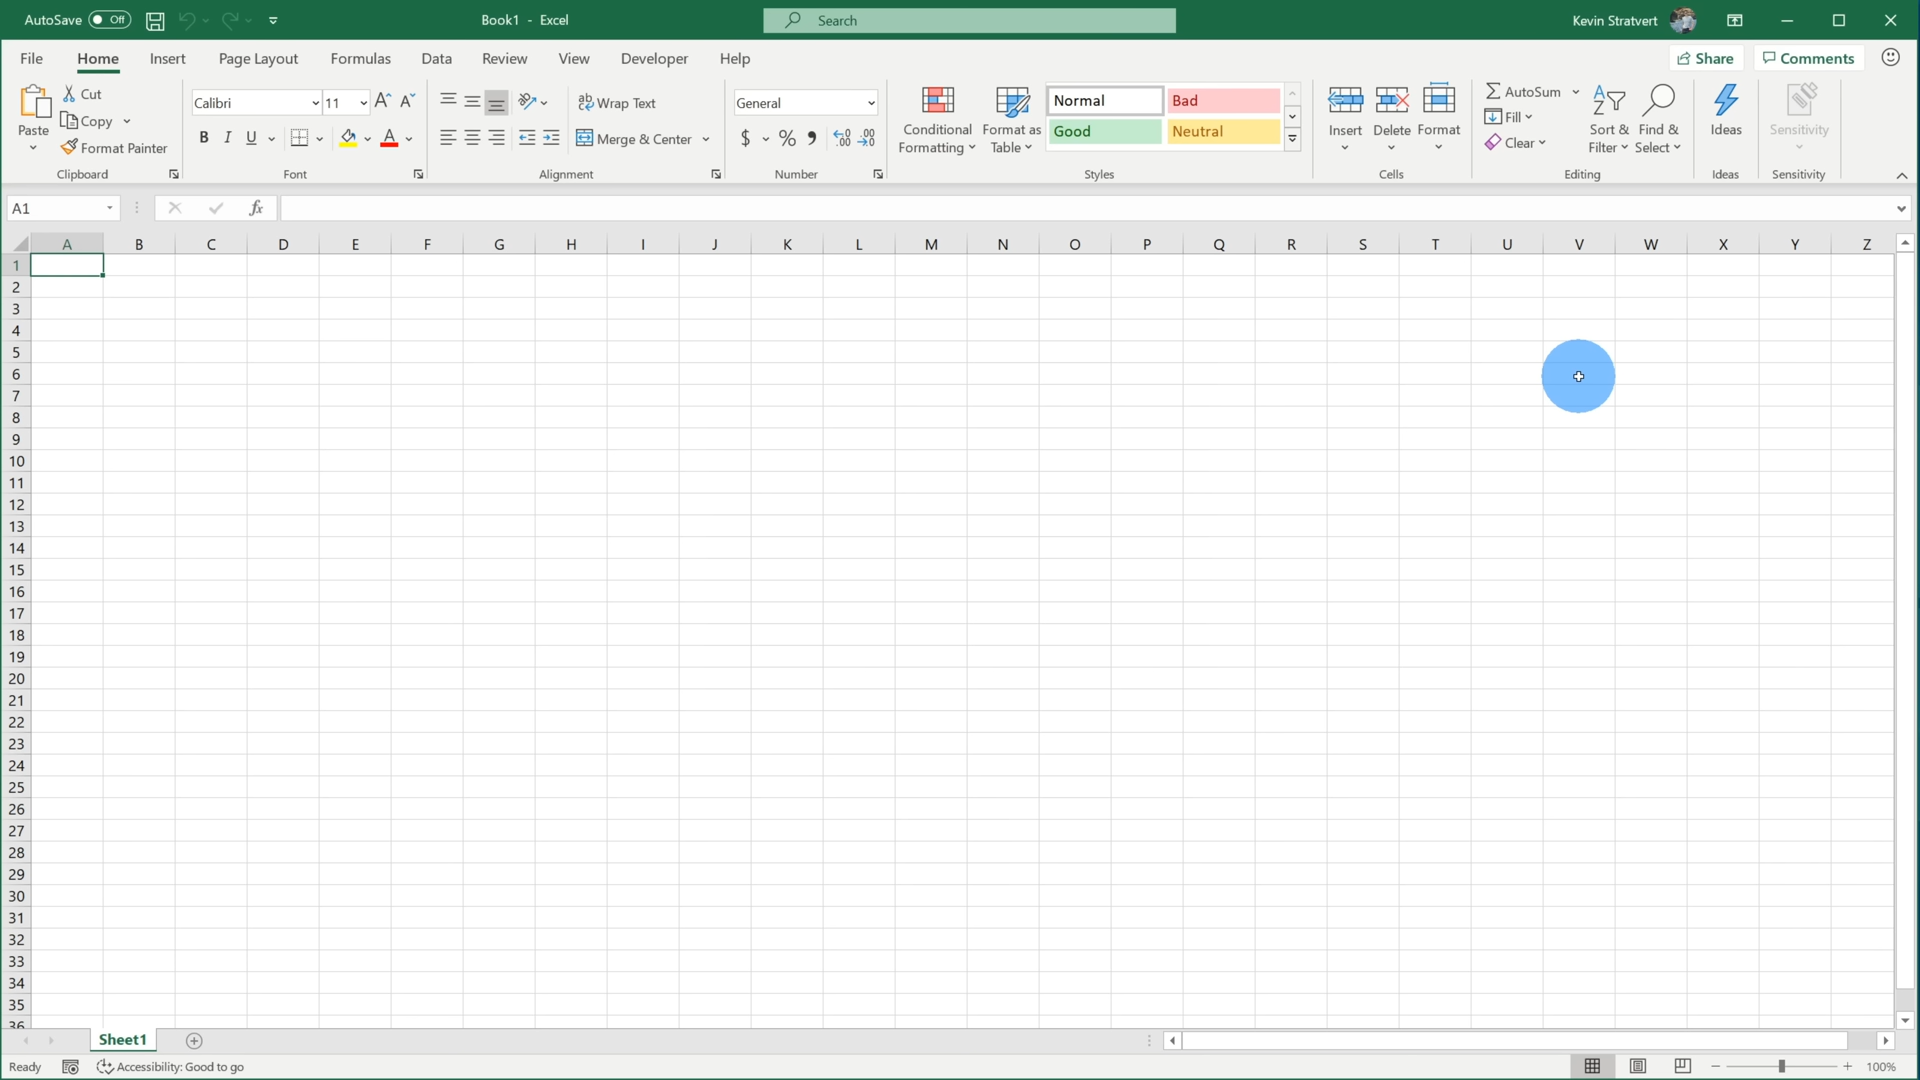 AutoSave Off
Book1 - Excel
Search
Kevin Stratvert
File Home Insert Page Layout Formulas Data Review View Developer Help
Share Comments
Paste
Cut
Copy
Format Painter
Clipboard
Calibri 11
B I U
Font
Wrap Text
Merge & Center
Alignment
General
$ % ,
Number
Conditional Formatting
Format as Table
Normal Bad
Good Neutral
Styles
Insert Delete Format
Cells
AutoSum
Fill
Clear
Sort & Filter
Find & Select
Editing
Ideas
Ideas
Sensitivity
Sensitivity
A1 fx
A B C D E F G H I J K L M N O P Q R S T U V W X Y Z
1
2
3
4
5
6
7
8
9
10
11
12
13
14
15
16
17
18
19
20
21
22
23
24
25
26
27
28
29
30
31
32
33
34
35
36
Sheet1
Ready Accessibility: Good to go 100%